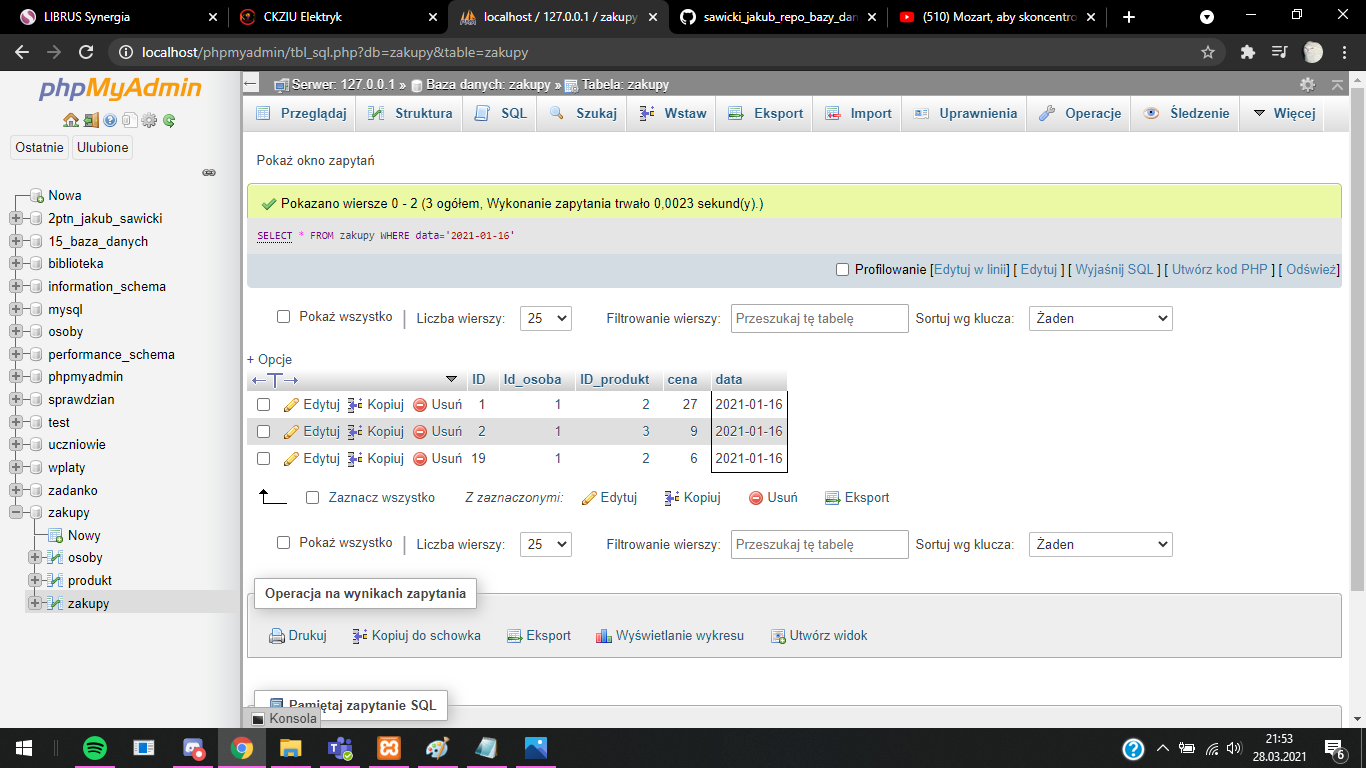 LIBRUS Synergia
CKZIU Elektryk
localhost / 127.0.0.1 / zakupy
sawicki_jakub_repo_bazy_dan
(510) Mozart, aby skoncentro
localhost/phpmyadmin/tbl_sql.php?db=zakupy&table=zakupy
phpMyAdmin
Ostatnie Ulubione
Nowa
2ptn_jakub_sawicki
15_baza_danych
biblioteka
information_schema
mysql
osoby
performance_schema
phpmyadmin
sprawdzian
test
uczniowie
wplaty
zadanko
zakupy
Nowy
osoby
produkt
zakupy
Serwer: 127.0.0.1 » Baza danych: zakupy » Tabela: zakupy
Przeglądaj Struktura SQL Szukaj Wstaw Eksport Import Uprawnienia Operacje Śledzenie Więcej
Pokaż okno zapytań
Pokazano wiersze 0 - 2 (3 ogółem, Wykonanie zapytania trwało 0,0023 sekund(y).)
SELECT * FROM zakupy WHERE data='2021-01-16'
Profilowanie [Edytuj w linii] [ Edytuj ] [ Wyjaśnij SQL ] [ Utwórz kod PHP ] [ Odśwież]
Pokaż wszystko | Liczba wierszy: 25 Filtrowanie wierszy: Przeszukaj tę tabelę Sortuj wg klucza: Żaden
+ Opcje
←T→ ID Id_osoba ID_produkt cena data
Edytuj Kopiuj Usuń 1 1 2 27 2021-01-16
Edytuj Kopiuj Usuń 2 1 3 9 2021-01-16
Edytuj Kopiuj Usuń 19 1 2 6 2021-01-16
Zaznacz wszystko Z zaznaczonymi: Edytuj Kopiuj Usuń Eksport
Pokaż wszystko | Liczba wierszy: 25 Filtrowanie wierszy: Przeszukaj tę tabelę Sortuj wg klucza: Żaden
Operacja na wynikach zapytania
Drukuj Kopiuj do schowka Eksport Wyświetlanie wykresu Utwórz widok
Pamiętaj zapytanie SQL
Konsola
21:53
28.03.2021
6